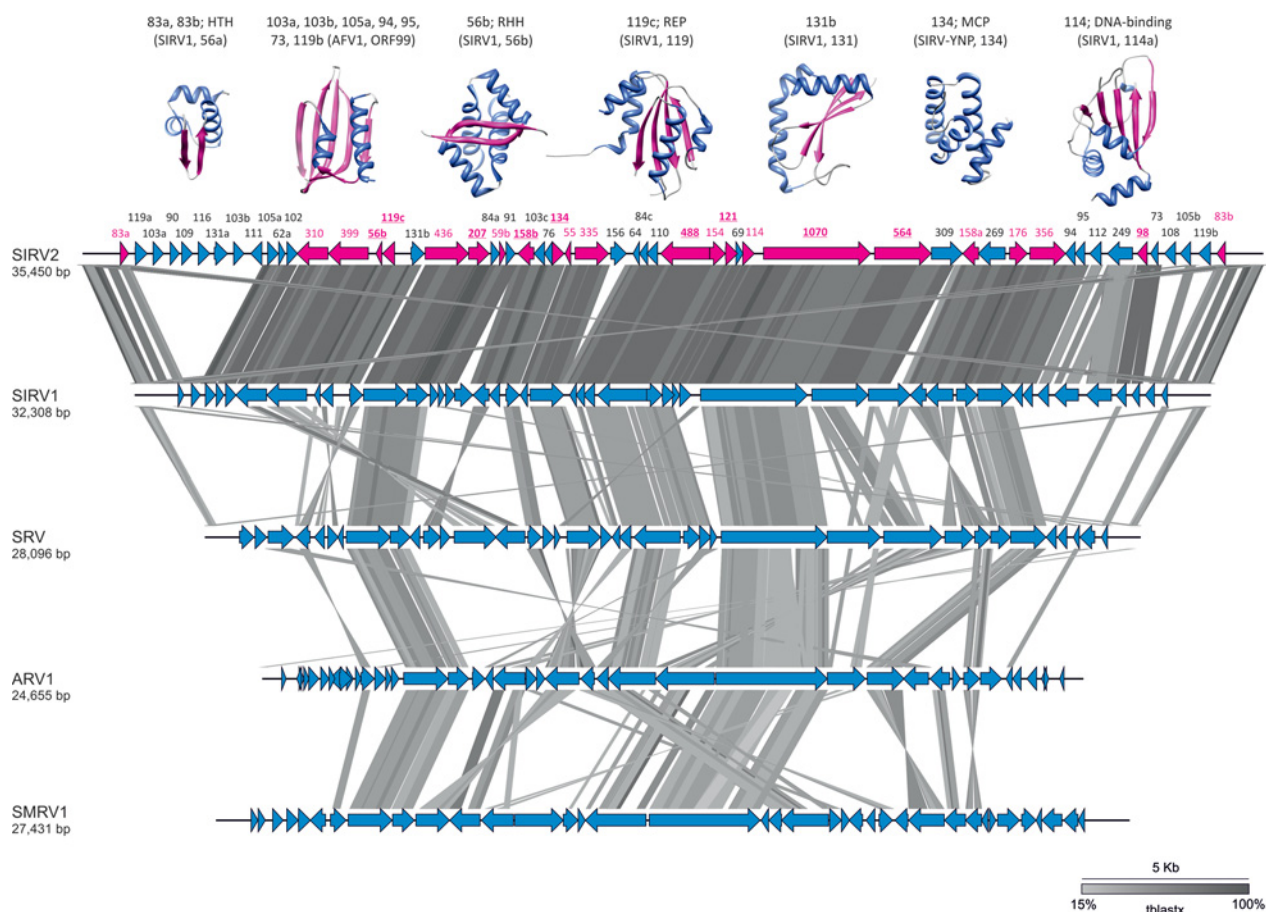 83a, 83b; HTH
(SIRV1, 56a)
103a, 103b, 105a, 94, 95,
73, 119b (AFV1, ORF99)
56b; RHH
(SIRV1, 56b)
119c; REP
(SIRV1, 119)
131b
(SIRV1, 131)
134; MCP
(SIRV-YNP, 134)
114; DNA-binding
(SIRV1, 114a)
119a 90 116 103b 105a 102 119c 84a 91 103c 134 84c 121 95 73 105b 83b
83a 103a 109 131a 111 62a 310 399 56b 131b 436 207 59b 158b 76 55 335 156 64 110 488 154 69 114 1070 564 309 158a 269 176 356 94 112 249 98 108 119b
SIRV2
35,450 bp
SIRV1
32,308 bp
SRV
28,096 bp
ARV1
24,655 bp
SMRV1
27,431 bp
5 Kb
15% tblastx 100%